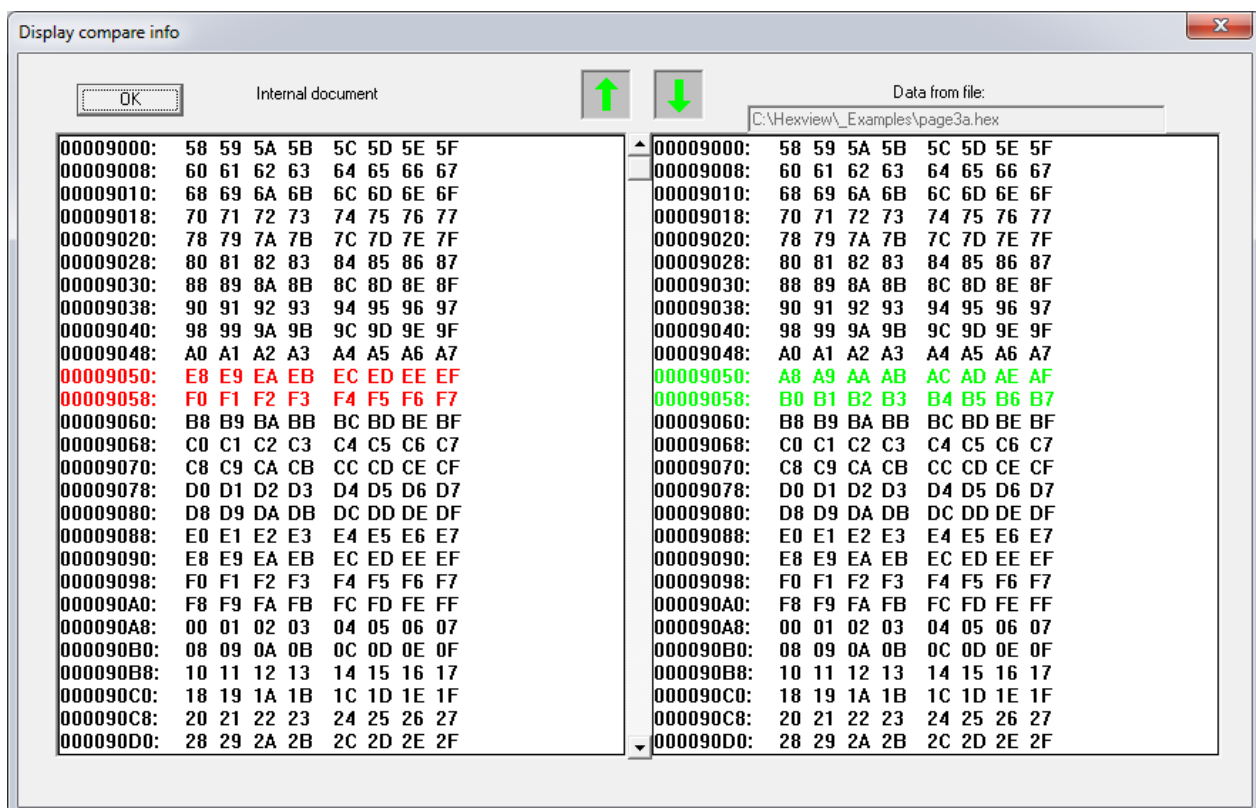 Display compare info
OK
Internal document
Data from file:
C:\Hexview\_Examples\page3a.hex
00009000: 58 59 5A 5B 5C 5D 5E 5F
00009008: 60 61 62 63 64 65 66 67
00009010: 68 69 6A 6B 6C 6D 6E 6F
00009018: 70 71 72 73 74 75 76 77
00009020: 78 79 7A 7B 7C 7D 7E 7F
00009028: 80 81 82 83 84 85 86 87
00009030: 88 89 8A 8B 8C 8D 8E 8F
00009038: 90 91 92 93 94 95 96 97
00009040: 98 99 9A 9B 9C 9D 9E 9F
00009048: A0 A1 A2 A3 A4 A5 A6 A7
00009050: E8 E9 EA EB EC ED EE EF
00009058: F0 F1 F2 F3 F4 F5 F6 F7
00009060: B8 B9 BA BB BC BD BE BF
00009068: C0 C1 C2 C3 C4 C5 C6 C7
00009070: C8 C9 CA CB CC CD CE CF
00009078: D0 D1 D2 D3 D4 D5 D6 D7
00009080: D8 D9 DA DB DC DD DE DF
00009088: E0 E1 E2 E3 E4 E5 E6 E7
00009090: E8 E9 EA EB EC ED EE EF
00009098: F0 F1 F2 F3 F4 F5 F6 F7
000090A0: F8 F9 FA FB FC FD FE FF
000090A8: 00 01 02 03 04 05 06 07
000090B0: 08 09 0A 0B 0C 0D 0E 0F
000090B8: 10 11 12 13 14 15 16 17
000090C0: 18 19 1A 1B 1C 1D 1E 1F
000090C8: 20 21 22 23 24 25 26 27
000090D0: 28 29 2A 2B 2C 2D 2E 2F
00009000: 58 59 5A 5B 5C 5D 5E 5F
00009008: 60 61 62 63 64 65 66 67
00009010: 68 69 6A 6B 6C 6D 6E 6F
00009018: 70 71 72 73 74 75 76 77
00009020: 78 79 7A 7B 7C 7D 7E 7F
00009028: 80 81 82 83 84 85 86 87
00009030: 88 89 8A 8B 8C 8D 8E 8F
00009038: 90 91 92 93 94 95 96 97
00009040: 98 99 9A 9B 9C 9D 9E 9F
00009048: A0 A1 A2 A3 A4 A5 A6 A7
00009050: A8 A9 AA AB AC AD AE AF
00009058: B0 B1 B2 B3 B4 B5 B6 B7
00009060: B8 B9 BA BB BC BD BE BF
00009068: C0 C1 C2 C3 C4 C5 C6 C7
00009070: C8 C9 CA CB CC CD CE CF
00009078: D0 D1 D2 D3 D4 D5 D6 D7
00009080: D8 D9 DA DB DC DD DE DF
00009088: E0 E1 E2 E3 E4 E5 E6 E7
00009090: E8 E9 EA EB EC ED EE EF
00009098: F0 F1 F2 F3 F4 F5 F6 F7
000090A0: F8 F9 FA FB FC FD FE FF
000090A8: 00 01 02 03 04 05 06 07
000090B0: 08 09 0A 0B 0C 0D 0E 0F
000090B8: 10 11 12 13 14 15 16 17
000090C0: 18 19 1A 1B 1C 1D 1E 1F
000090C8: 20 21 22 23 24 25 26 27
000090D0: 28 29 2A 2B 2C 2D 2E 2F